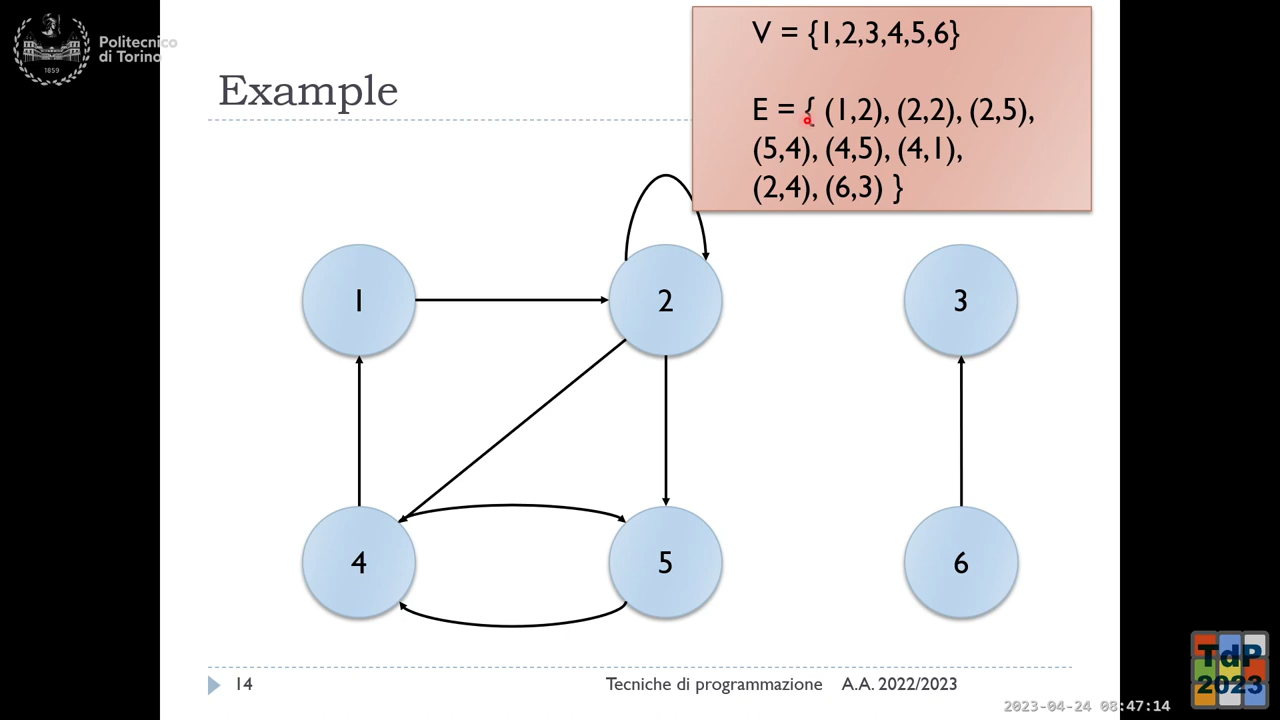 Politecnico
di Torino
1859
Example
V = {1,2,3,4,5,6}
E = { (1,2), (2,2), (2,5),
(5,4), (4,5), (4,1),
(2,4), (6,3) }
1
2
3
4
5
6
14
Tecniche di programmazione A.A. 2022/2023
TdP
2023
2023-04-24 08:47:14